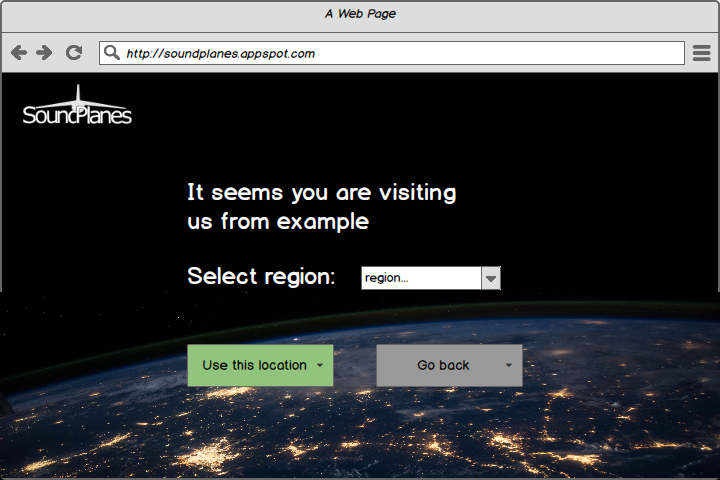 A Web Page
http://soundplanes.appspot.com
SoundPlanes
It seems you are visiting
us from example
Select region:
region...
Use this location
Go back